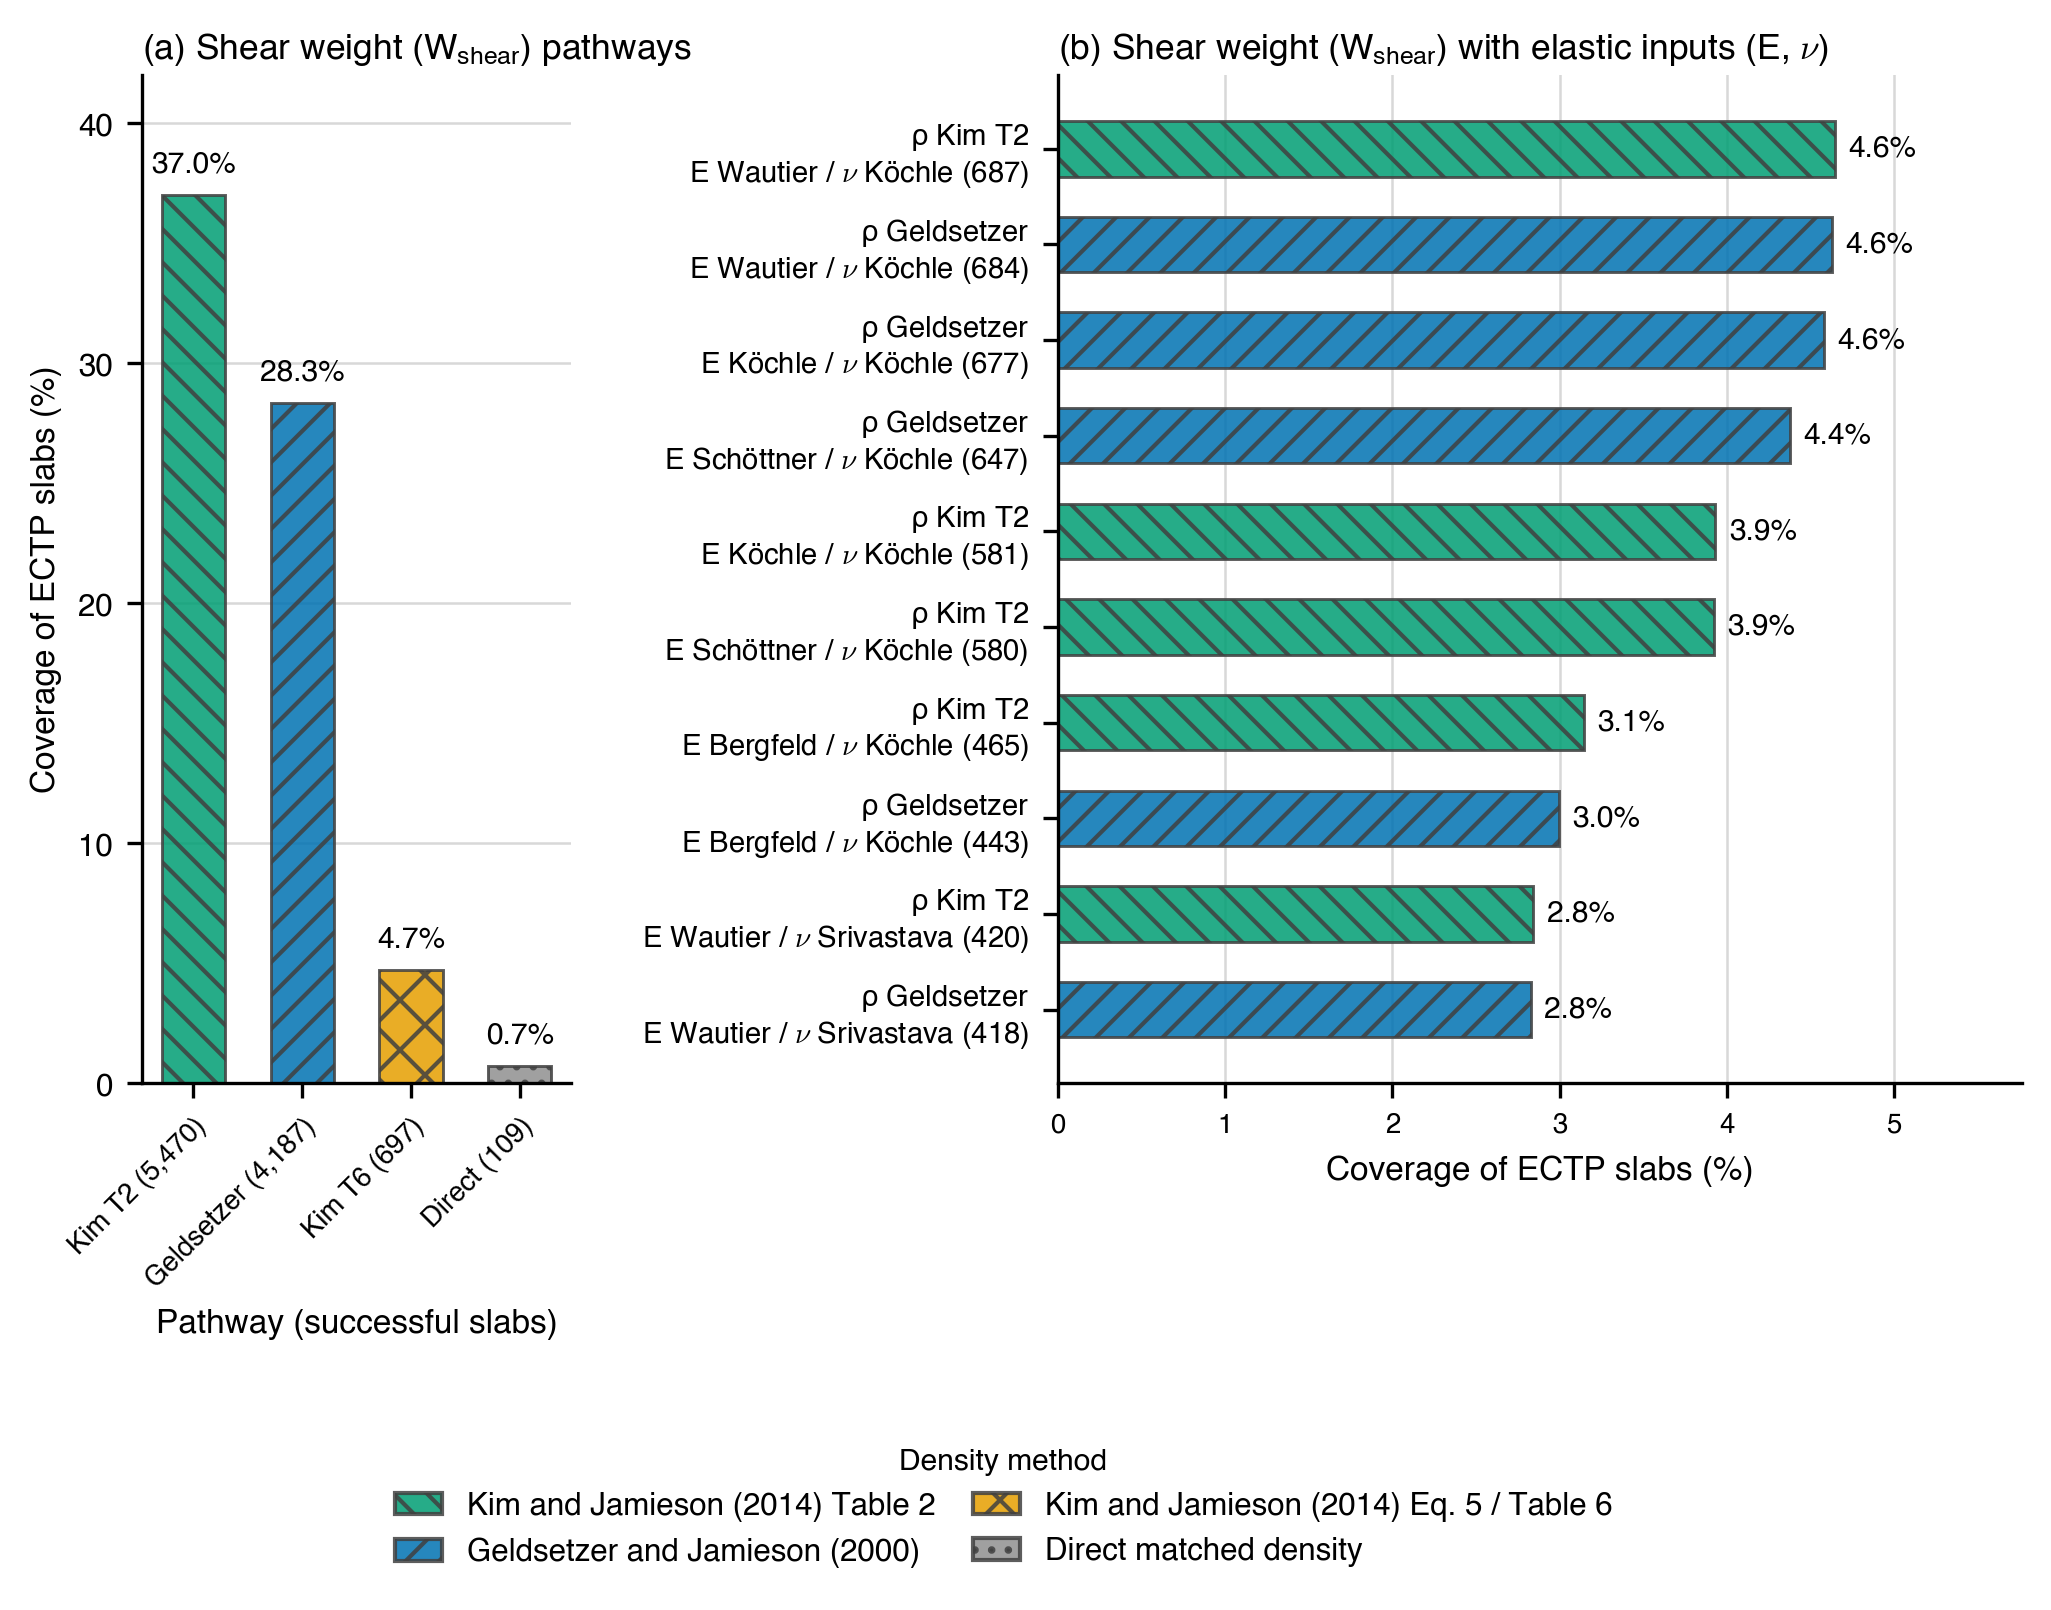 (a) Shear weight (Wshear) pathways
40
30
20
10
0
Coverage of ECTP slabs (%)
37.0%
28.3%
4.7%
0.7%
Kim T2 (5,470)
Geldsetzer (4,187)
Kim T6 (697)
Direct (109)
Pathway (successful slabs)
(b) Shear weight (Wshear) with elastic inputs (E, ν)
ρ Kim T2
E Wautier / ν Köchle (687)
4.6%
ρ Geldsetzer
E Wautier / ν Köchle (684)
4.6%
ρ Geldsetzer
E Köchle / ν Köchle (677)
4.6%
ρ Geldsetzer
E Schöttner / ν Köchle (647)
4.4%
ρ Kim T2
E Köchle / ν Köchle (581)
3.9%
ρ Kim T2
E Schöttner / ν Köchle (580)
3.9%
ρ Kim T2
E Bergfeld / ν Köchle (465)
3.1%
ρ Geldsetzer
E Bergfeld / ν Köchle (443)
3.0%
ρ Kim T2
E Wautier / ν Srivastava (420)
2.8%
ρ Geldsetzer
E Wautier / ν Srivastava (418)
2.8%
0 1 2 3 4 5
Coverage of ECTP slabs (%)
Density method
Kim and Jamieson (2014) Table 2
Geldsetzer and Jamieson (2000)
Kim and Jamieson (2014) Eq. 5 / Table 6
Direct matched density